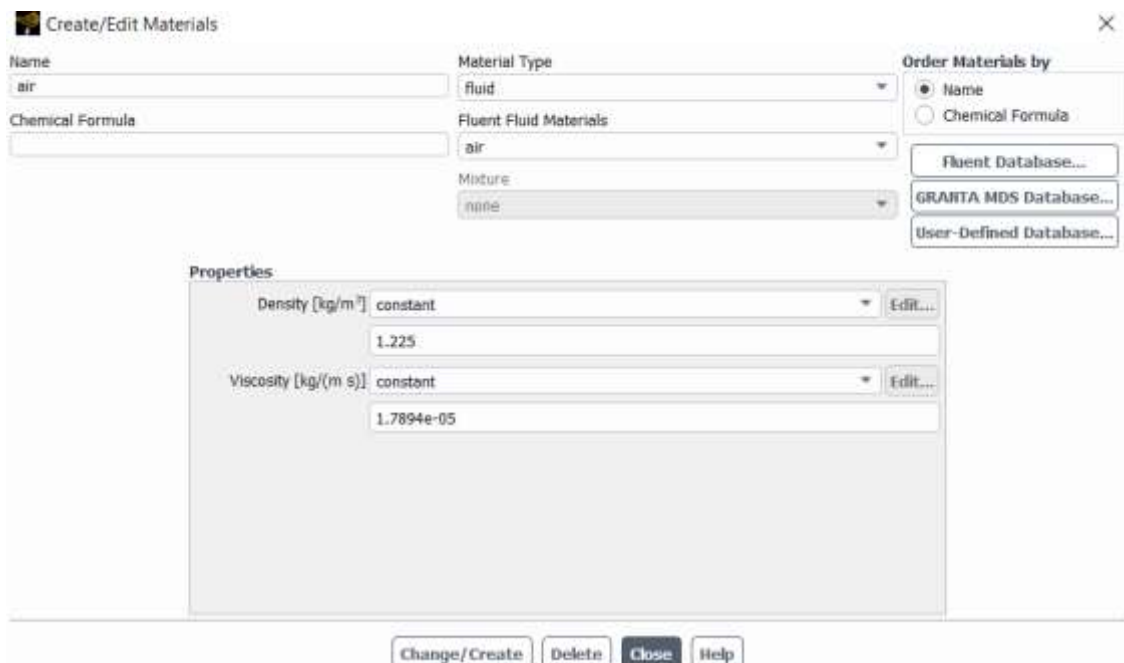 Create/Edit Materials
Name
air
Chemical Formula
Material Type
fluid
Fluent Fluid Materials
air
Mixture
none
Order Materials by
Name
Chemical Formula
Fluent Database...
GRANTA MDS Database...
User-Defined Database...
Properties
Density [kg/m³] constant Edit...
1.225
Viscosity [kg/(m s)] constant Edit...
1.7894e-05
Change/Create Delete Close Help